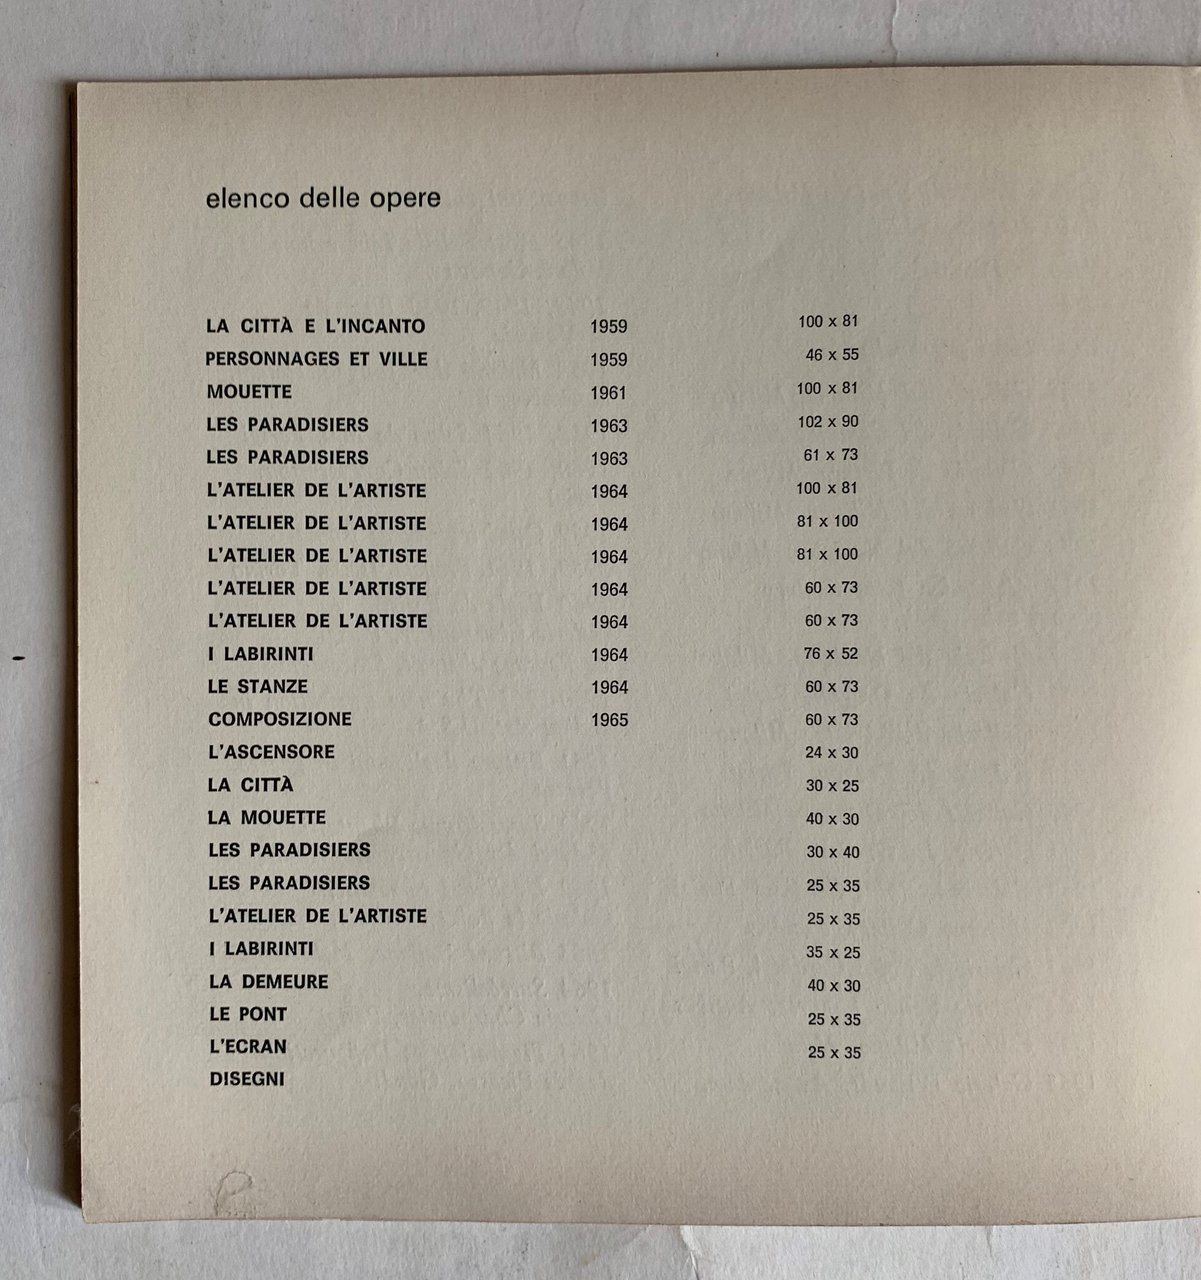 elenco delle opere
LA CITTÀ E L'INCANTO 1959 100 x 81
PERSONNAGES ET VILLE 1959 46 x 55
MOUETTE 1961 100 x 81
LES PARADISIERS 1963 102 x 90
LES PARADISIERS 1963 61 x 73
L'ATELIER DE L'ARTISTE 1964 100 x 81
L'ATELIER DE L'ARTISTE 1964 81 x 100
L'ATELIER DE L'ARTISTE 1964 81 x 100
L'ATELIER DE L'ARTISTE 1964 60 x 73
L'ATELIER DE L'ARTISTE 1964 60 x 73
I LABIRINTI 1964 76 x 52
LE STANZE 1964 60 x 73
COMPOSIZIONE 1965 60 x 73
L'ASCENSORE 24 x 30
LA CITTÀ 30 x 25
LA MOUETTE 40 x 30
LES PARADISIERS 30 x 40
LES PARADISIERS 25 x 35
L'ATELIER DE L'ARTISTE 25 x 35
I LABIRINTI 35 x 25
LA DEMEURE 40 x 30
LE PONT 25 x 35
L'ECRAN 25 x 35
DISEGNI